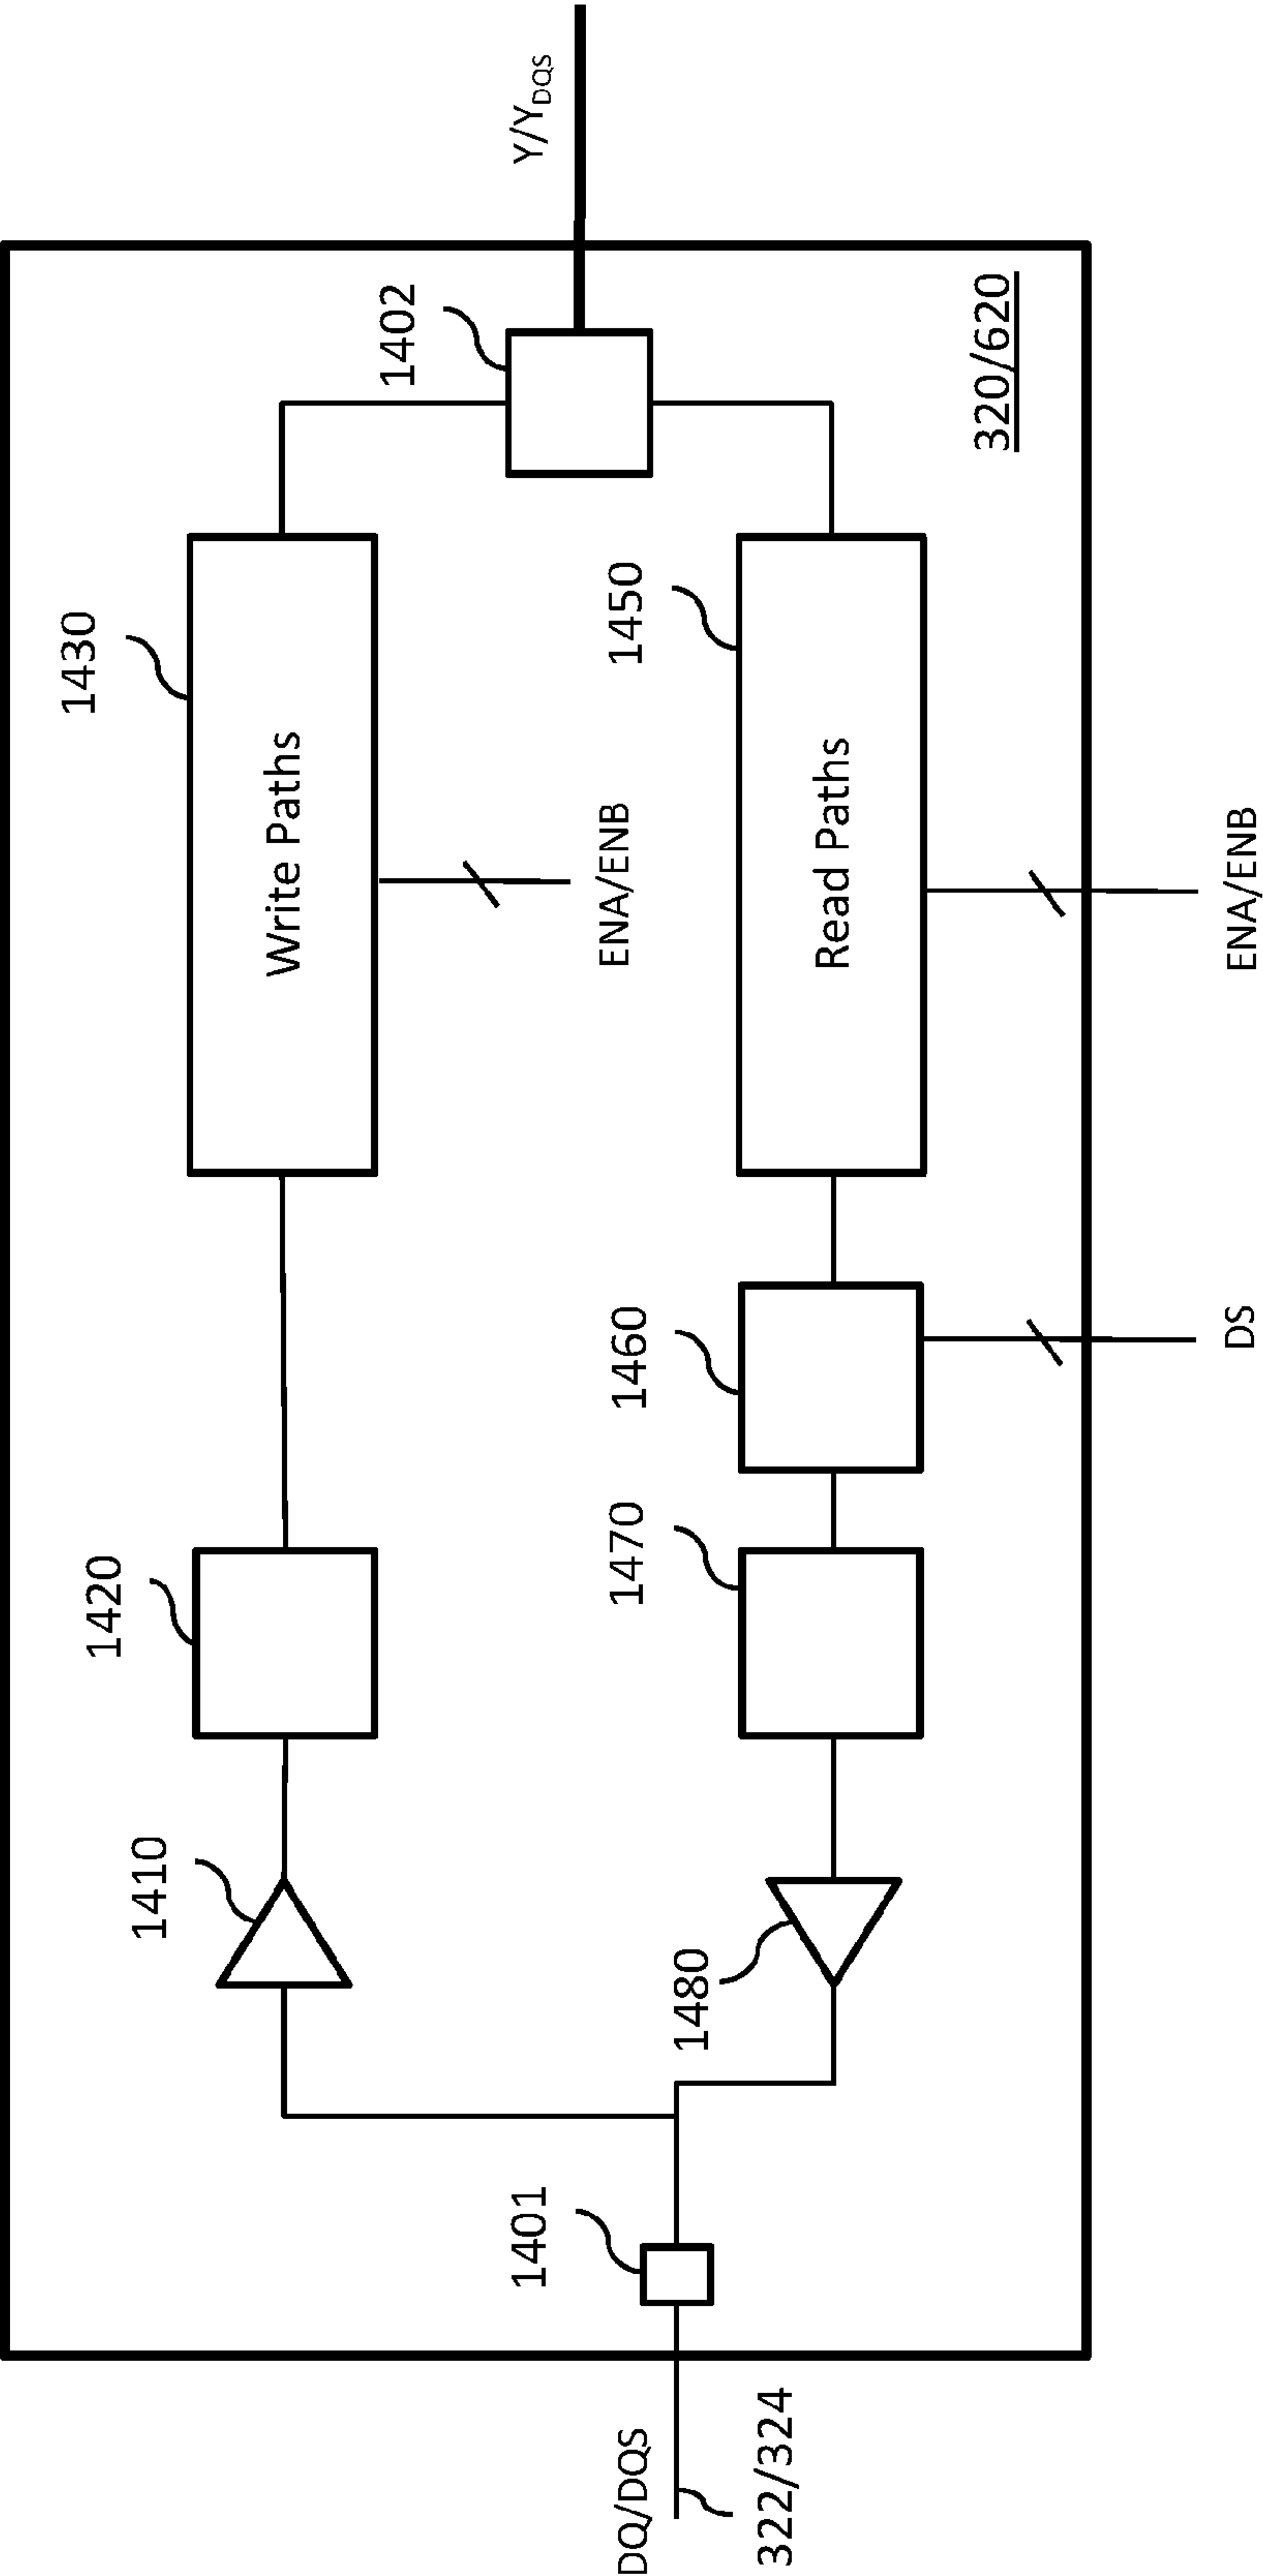 1430
Write Paths
ENA/ENB
1420
1410
1402
Y/Y_DQS
1401
DQ/DQS
322/324
1450
Read Paths
ENA/ENB
1460
DS
1470
1480
320/620